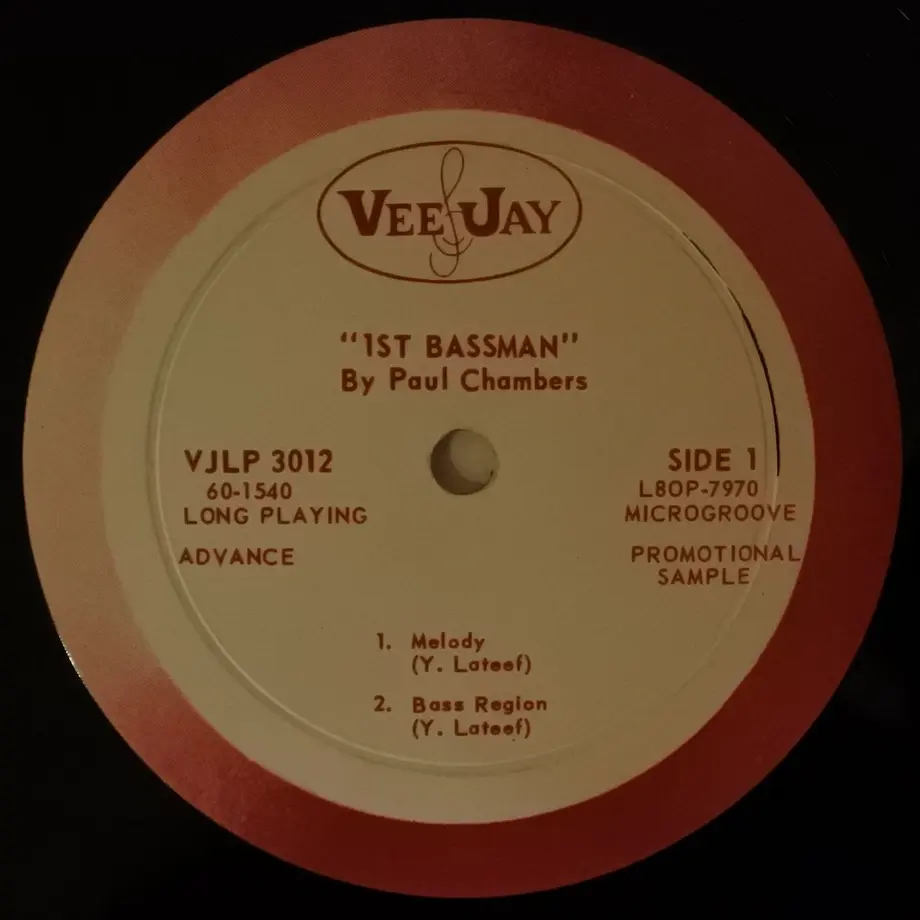 VEE JAY
"1ST BASSMAN"
By Paul Chambers
VJLP 3012
60-1540
LONG PLAYING
ADVANCE
SIDE 1
L8OP-7970
MICROGROOVE
PROMOTIONAL
SAMPLE
1. Melody
(Y. Lateef)
2. Bass Region
(Y. Lateef)